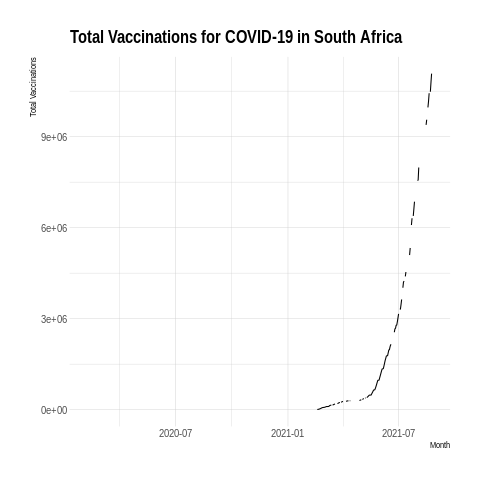 Total Vaccinations for COVID-19 in South Africa
Total Vaccinations
9e+06
6e+06
3e+06
0e+00
2020-07
2021-01
2021-07
Month